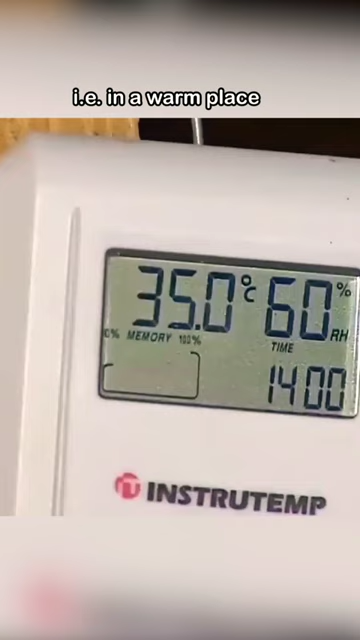 i.e. in a warm place
35.0°C 60%RH
0% MEMORY 100% TIME
1400
INSTRUTEMP